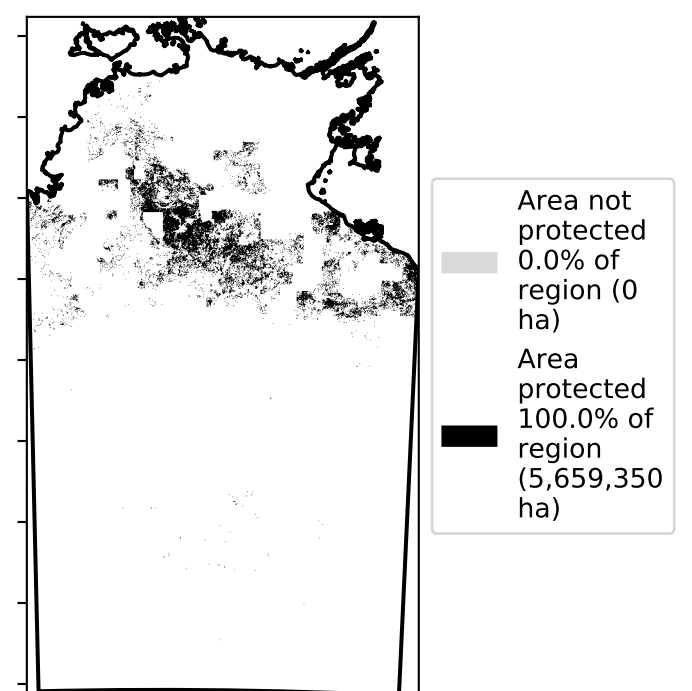 Area not
protected
0.0% of
region (0
ha)
Area
protected
100.0% of
region
(5,659,350
ha)